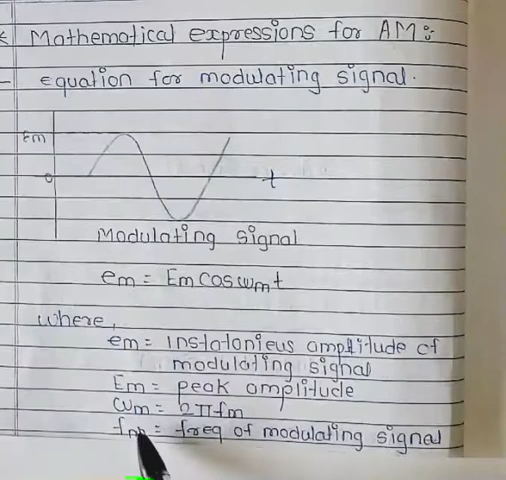 Mathematical expressions for AM :
- Equation for modulating signal.
Em
0
t
Modulating signal
em = Em cos ωmt
where,
em = instatonieus amplitude of
modulating signal
Em = peak amplitude
ωm = 2πfm
fm = freq of modulating signal